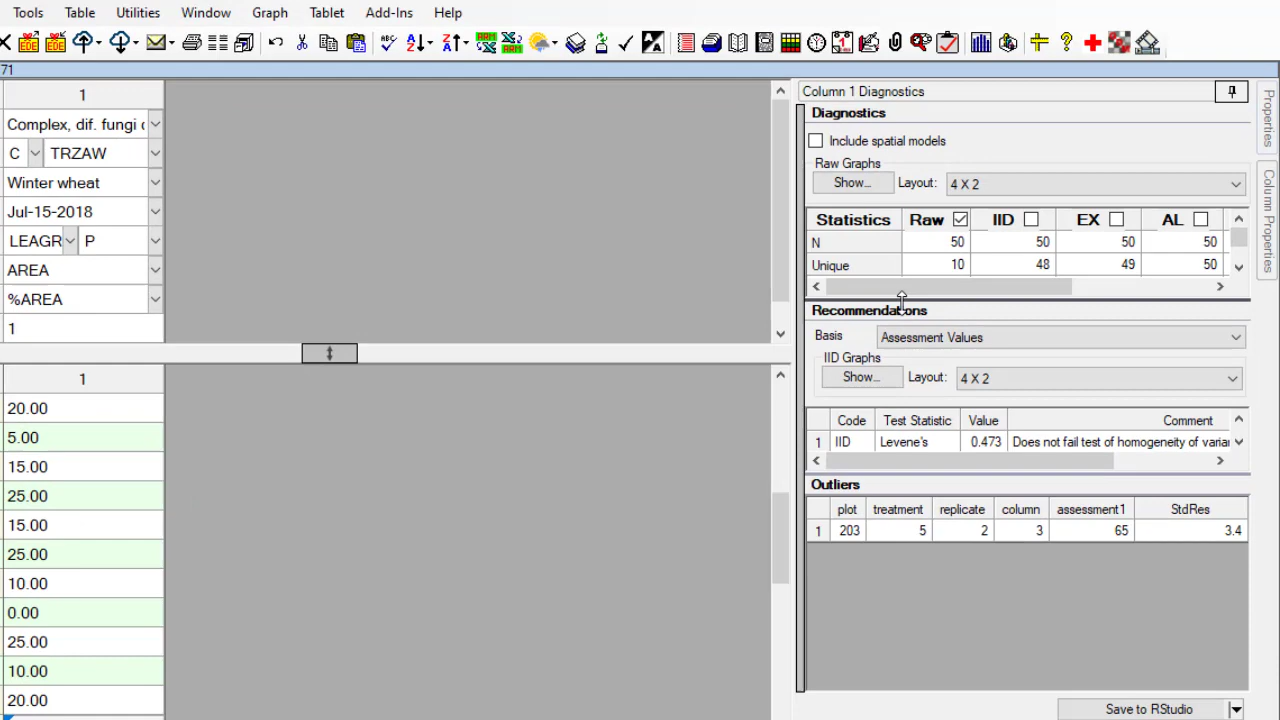 Tools Table Utilities Window Graph Tablet Add-Ins Help
71
1
Complex, dif. fungi
C TRZAW
Winter wheat
Jul-15-2018
LEAGR P
AREA
%AREA
1
1
20.00
5.00
15.00
25.00
15.00
25.00
10.00
0.00
25.00
10.00
20.00
Column 1 Diagnostics
Diagnostics
Include spatial models
Raw Graphs
Show... Layout: 4 X 2
Statistics Raw IID EX AL
N 50 50 50 50
Unique 10 48 49 50
Recommendations
Basis Assessment Values
IID Graphs
Show... Layout: 4 X 2
Code Test Statistic Value Comment
1 IID Levene's 0.473 Does not fail test of homogeneity of varia
Outliers
plot treatment replicate column assessment1 StdRes
1 203 5 2 3 65 3.4
Save to RStudio
Properties
Column Properties